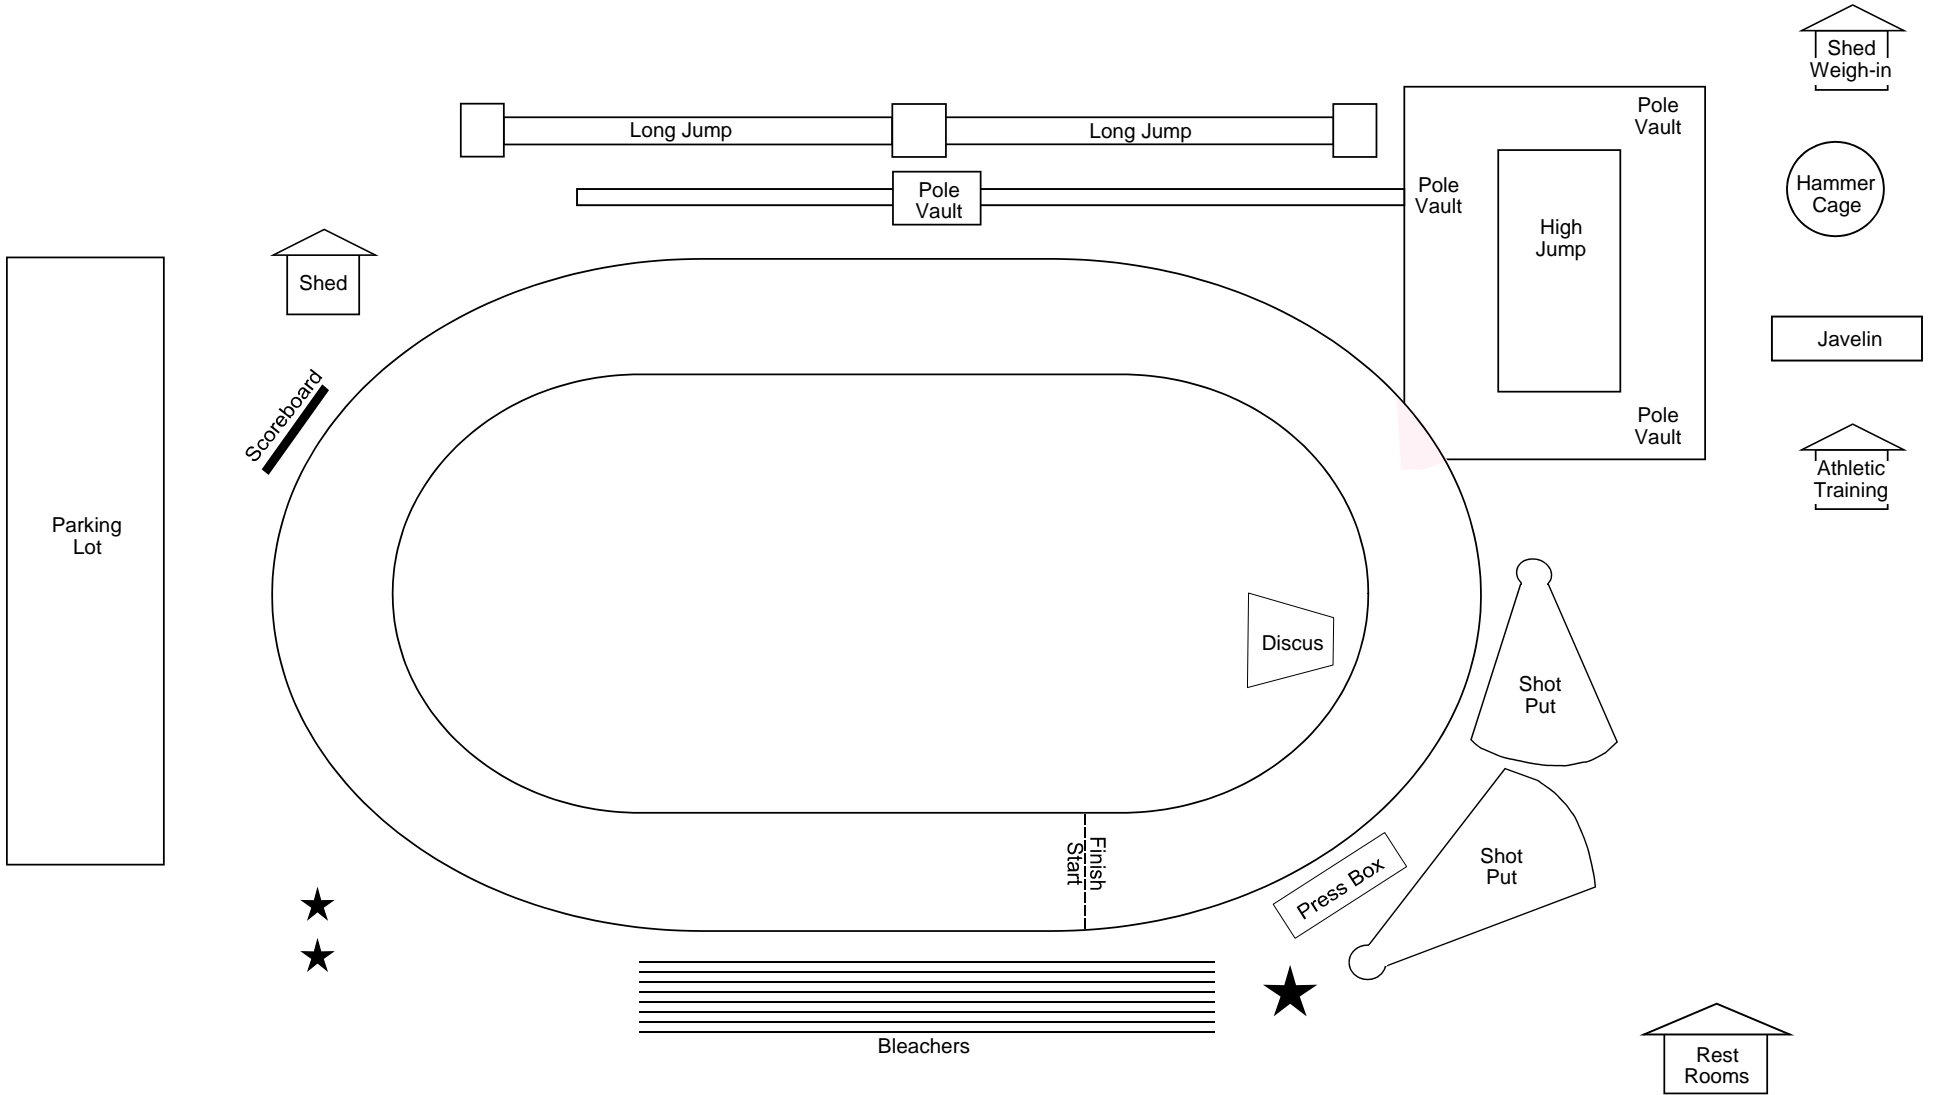 Shed
Weigh-in
Pole
Vault
Long Jump
Long Jump
Pole
Vault
Pole
Vault
Hammer
Cage
High
Jump
Shed
Javelin
Scoreboard
Pole
Vault
Athletic
Training
Parking
Lot
Discus
Shot
Put
Finish
Start
Shot
Put
Press Box
Bleachers
Rest
Rooms